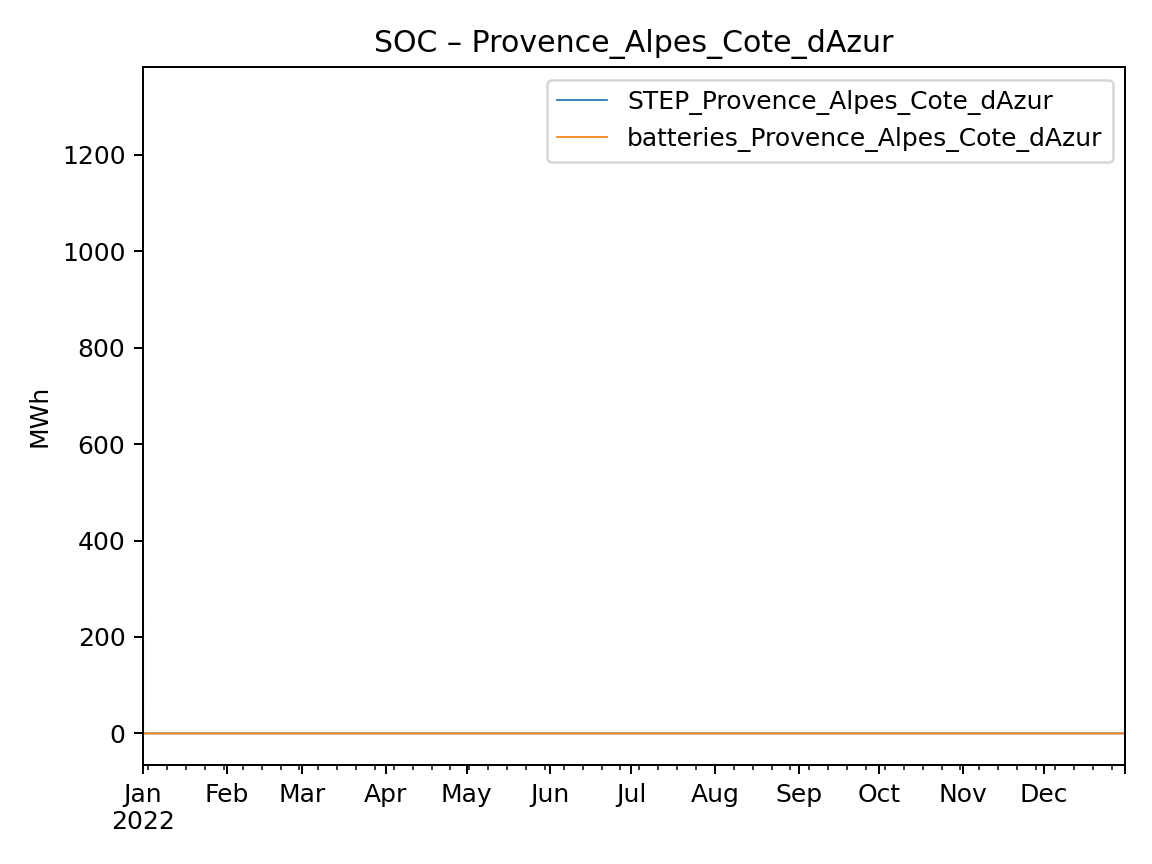 SOC – Provence_Alpes_Cote_dAzur
STEP_Provence_Alpes_Cote_dAzur
batteries_Provence_Alpes_Cote_dAzur
MWh
1200
1000
800
600
400
200
0
Jan Feb Mar Apr May Jun Jul Aug Sep Oct Nov Dec
2022